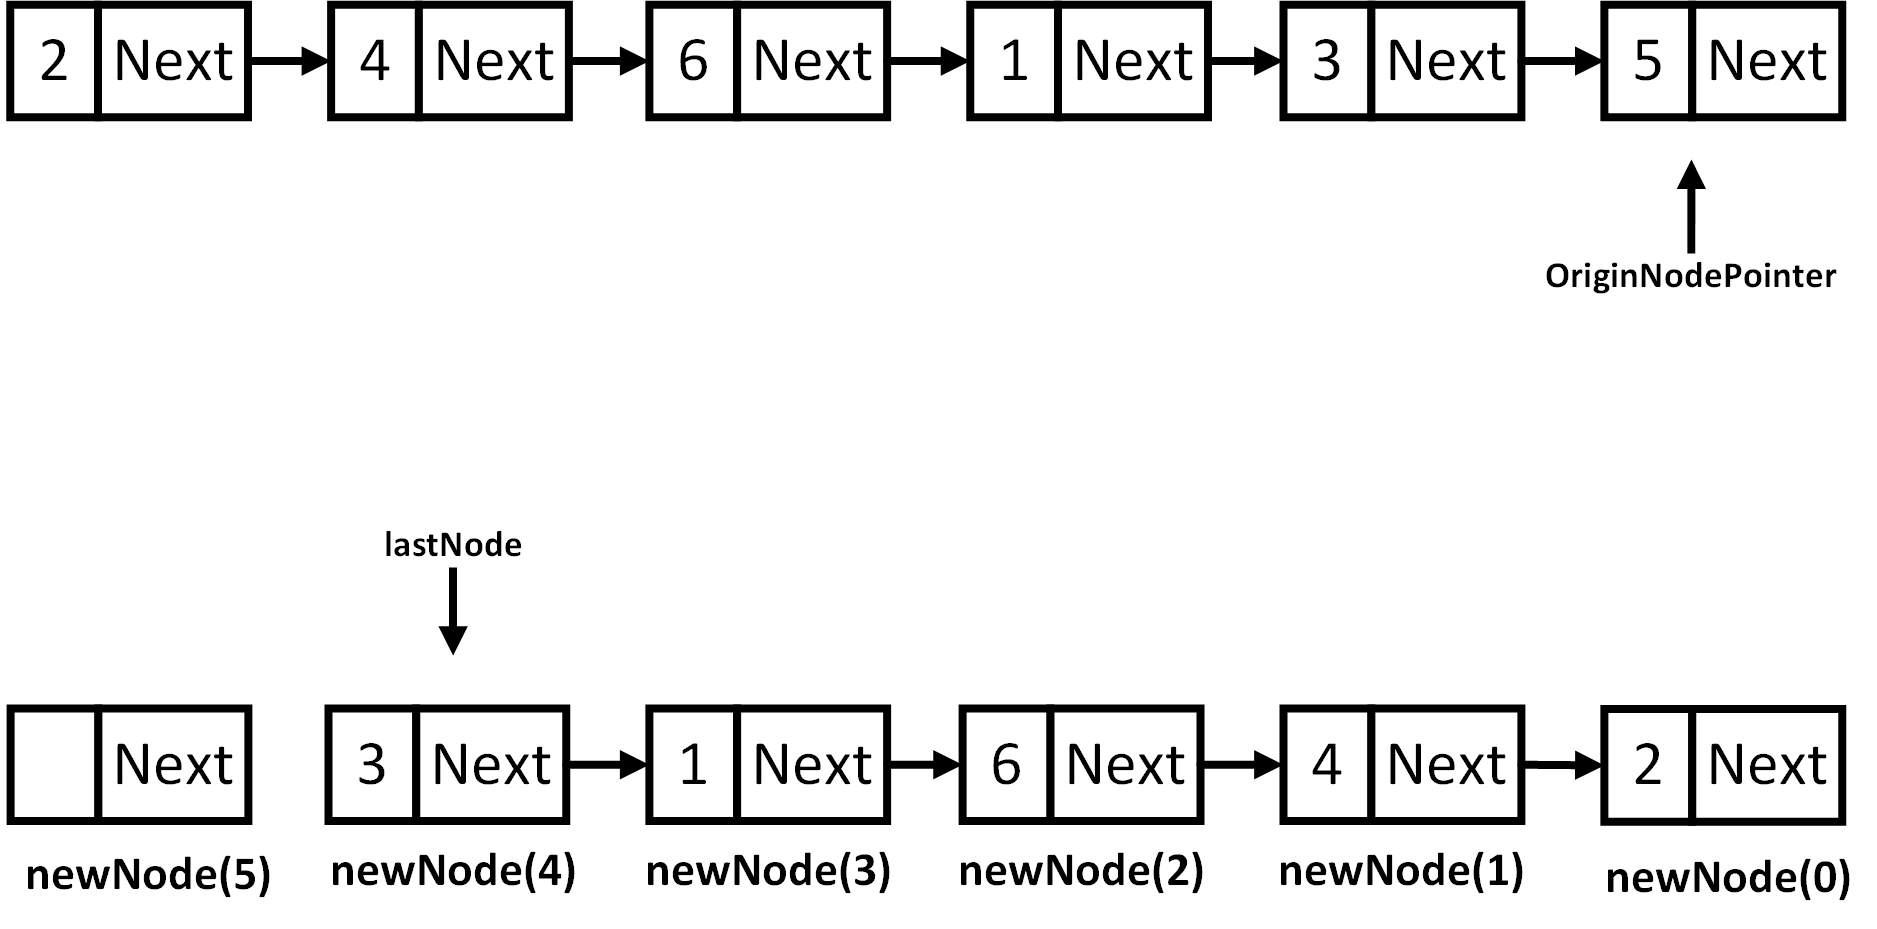 2 Next 4 Next 6 Next 1 Next 3 Next 5 Next
OriginNodePointer
lastNode
Next 3 Next 1 Next 6 Next 4 Next 2 Next
newNode(5) newNode(4) newNode(3) newNode(2) newNode(1) newNode(0)